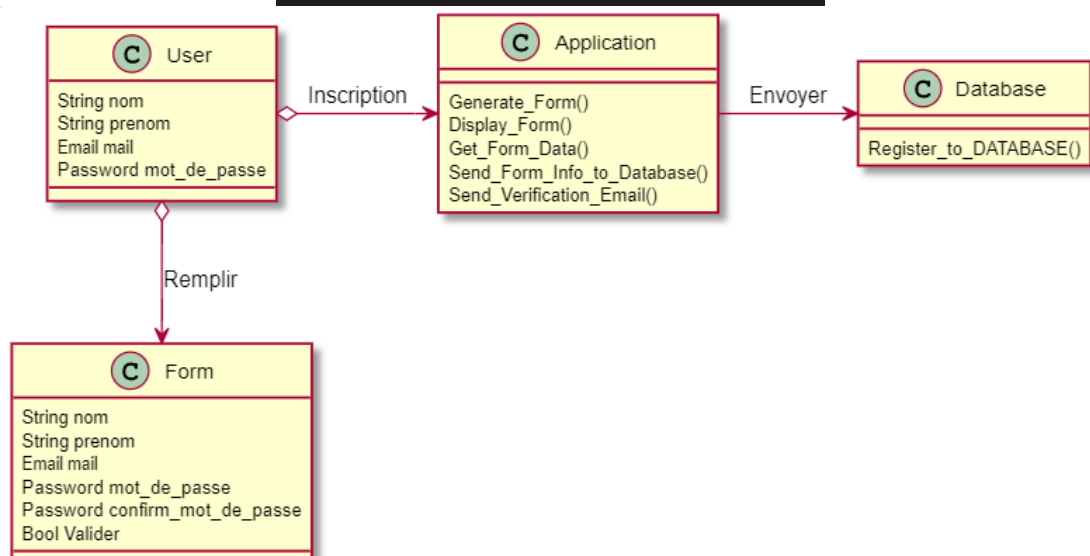 C User
String nom
String prenom
Email mail
Password mot_de_passe
Inscription
C Application
Generate_Form()
Display_Form()
Get_Form_Data()
Send_Form_Info_to_Database()
Send_Verification_Email()
Envoyer
C Database
Register_to_DATABASE()
Remplir
C Form
String nom
String prenom
Email mail
Password mot_de_passe
Password confirm_mot_de_passe
Bool Valider